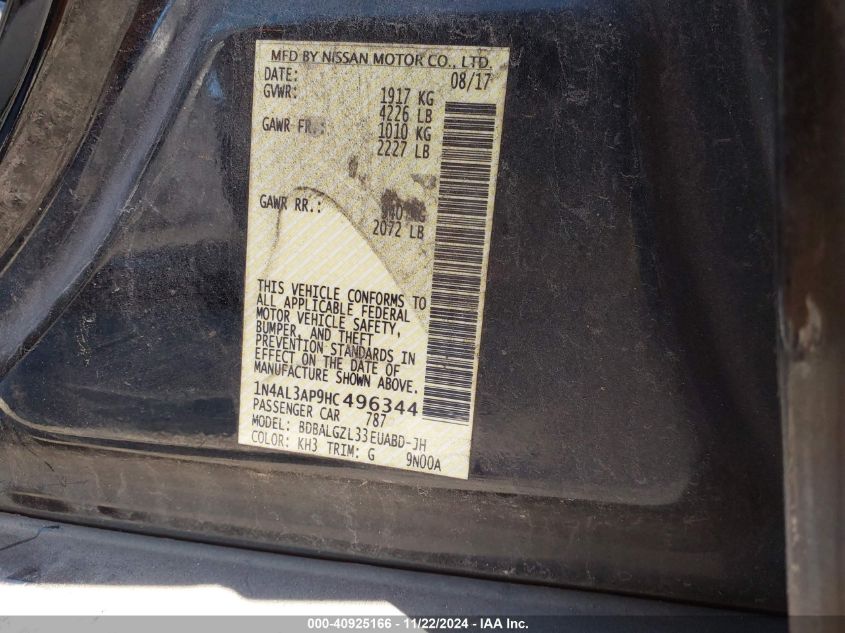 MFD BY NISSAN MOTOR CO., LTD.
DATE: 08/17
GVWR: 1917 KG
4226 LB
GAWR FR.: 1010 KG
2227 LB
GAWR RR.: 940 KG
2072 LB
THIS VEHICLE CONFORMS TO
ALL APPLICABLE FEDERAL
MOTOR VEHICLE SAFETY,
BUMPER, AND THEFT
PREVENTION STANDARDS IN
EFFECT ON THE DATE OF
MANUFACTURE SHOWN ABOVE.
1N4AL3AP9HC496344
PASSENGER CAR 787
MODEL: BDBALGZL33EUABD-JH
COLOR: KH3 TRIM: G 9N00A
000-40925166 - 11/22/2024 - IAA Inc.